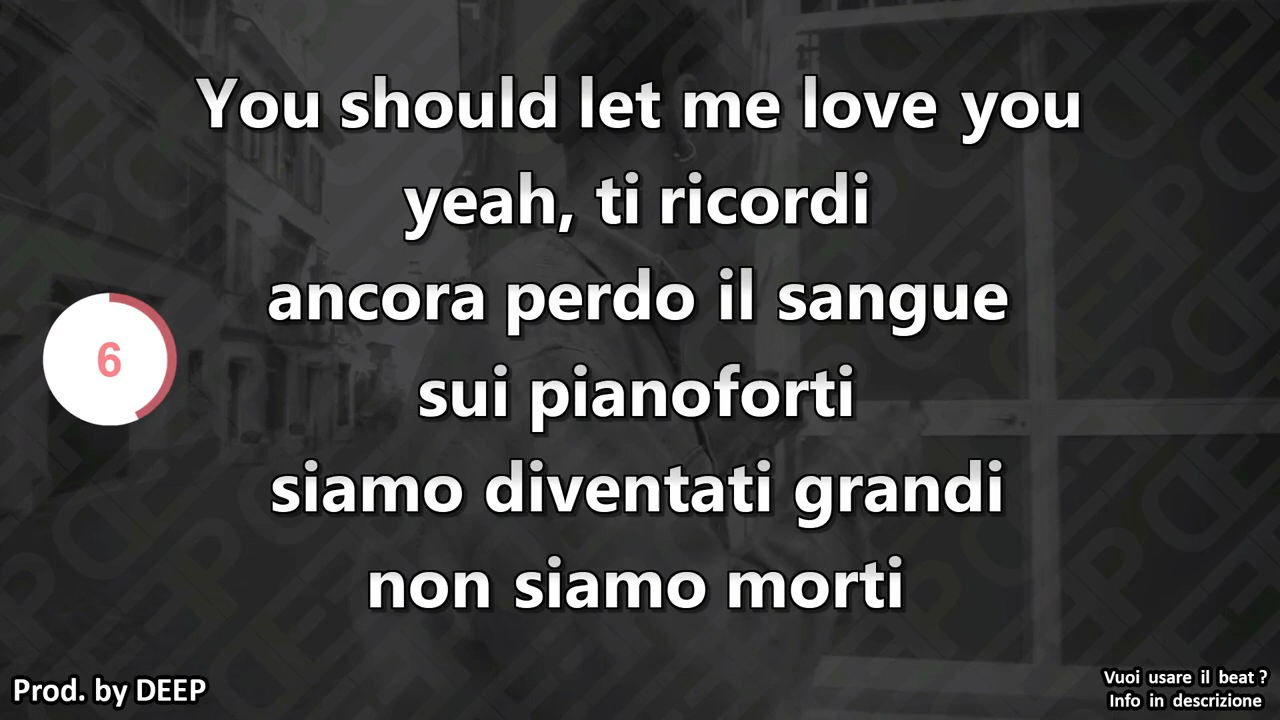 You should let me love you
yeah, ti ricordi
ancora perdo il sangue
6
sui pianoforti
siamo diventati grandi
non siamo morti
Prod. by DEEP
Vuoi usare il beat ?
Info in descrizione